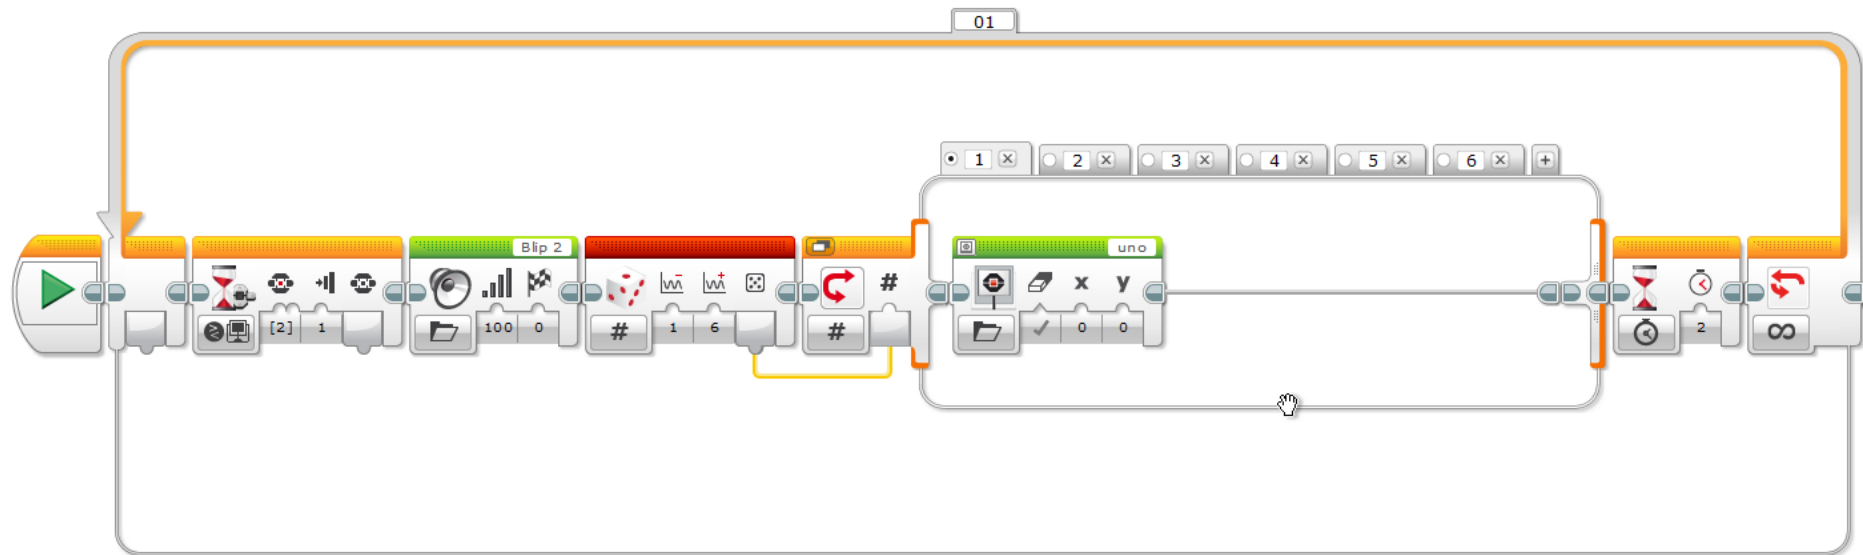 01
1 2 3 4 5 6 +
Blip 2
uno
# x y
[2] 1 100 0 # 1 6 # 0 0 2 ∞